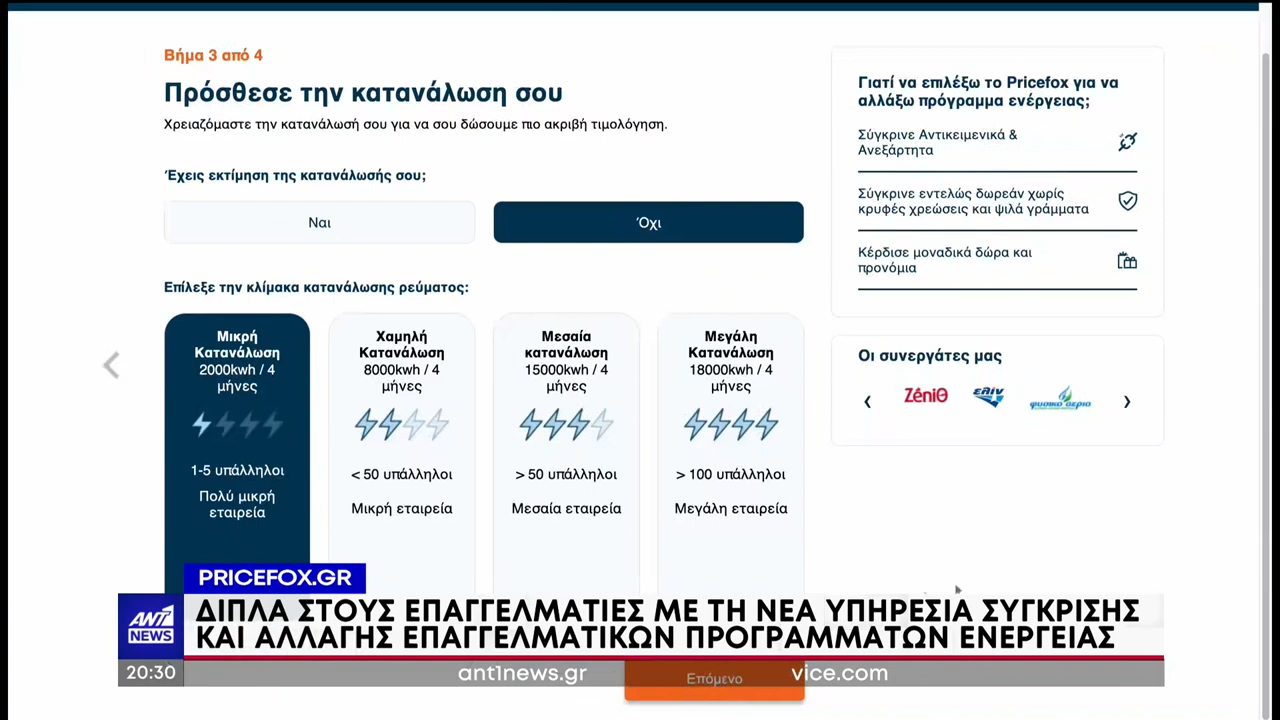 Βήμα 3 από 4
Πρόσθεσε την κατανάλωση σου
Χρειαζόμαστε την κατανάλωσή σου για να σου δώσουμε πιο ακριβή τιμολόγηση.
Έχεις εκτίμηση της κατανάλωσής σου;
Ναι
Όχι
Επίλεξε την κλίμακα κατανάλωσης ρεύματος:
Μικρή
Κατανάλωση
2000kwh / 4
μήνες
1-5 υπάλληλοι
Πολύ μικρή
εταιρεία
Χαμηλή
Κατανάλωση
8000kwh / 4
μήνες
< 50 υπάλληλοι
Μικρή εταιρεία
Μεσαία
κατανάλωση
15000kwh / 4
μήνες
> 50 υπάλληλοι
Μεσαία εταιρεία
Μεγάλη
Κατανάλωση
18000kwh / 4
μήνες
> 100 υπάλληλοι
Μεγάλη εταιρεία
Γιατί να επιλέξω το Pricefox για να
αλλάξω πρόγραμμα ενέργειας;
Σύγκρινε Αντικειμενικά &
Ανεξάρτητα
Σύγκρινε εντελώς δωρεάν χωρίς
κρυφές χρεώσεις και ψιλά γράμματα
Κέρδισε μοναδικά δώρα και
προνόμια
Οι συνεργάτες μας
ZéniΘ
ελίν
φυσικό αέριο
PRICEFOX.GR
ΔΙΠΛΑ ΣΤΟΥΣ ΕΠΑΓΓΕΛΜΑΤΙΕΣ ΜΕ ΤΗ ΝΕΑ ΥΠΗΡΕΣΙΑ ΣΥΓΚΡΙΣΗΣ
ΚΑΙ ΑΛΛΑΓΗΣ ΕΠΑΓΓΕΛΜΑΤΙΚΩΝ ΠΡΟΓΡΑΜΜΑΤΩΝ ΕΝΕΡΓΕΙΑΣ
ANT1
NEWS
20:30
ant1news.gr
Επόμενο
vice.com